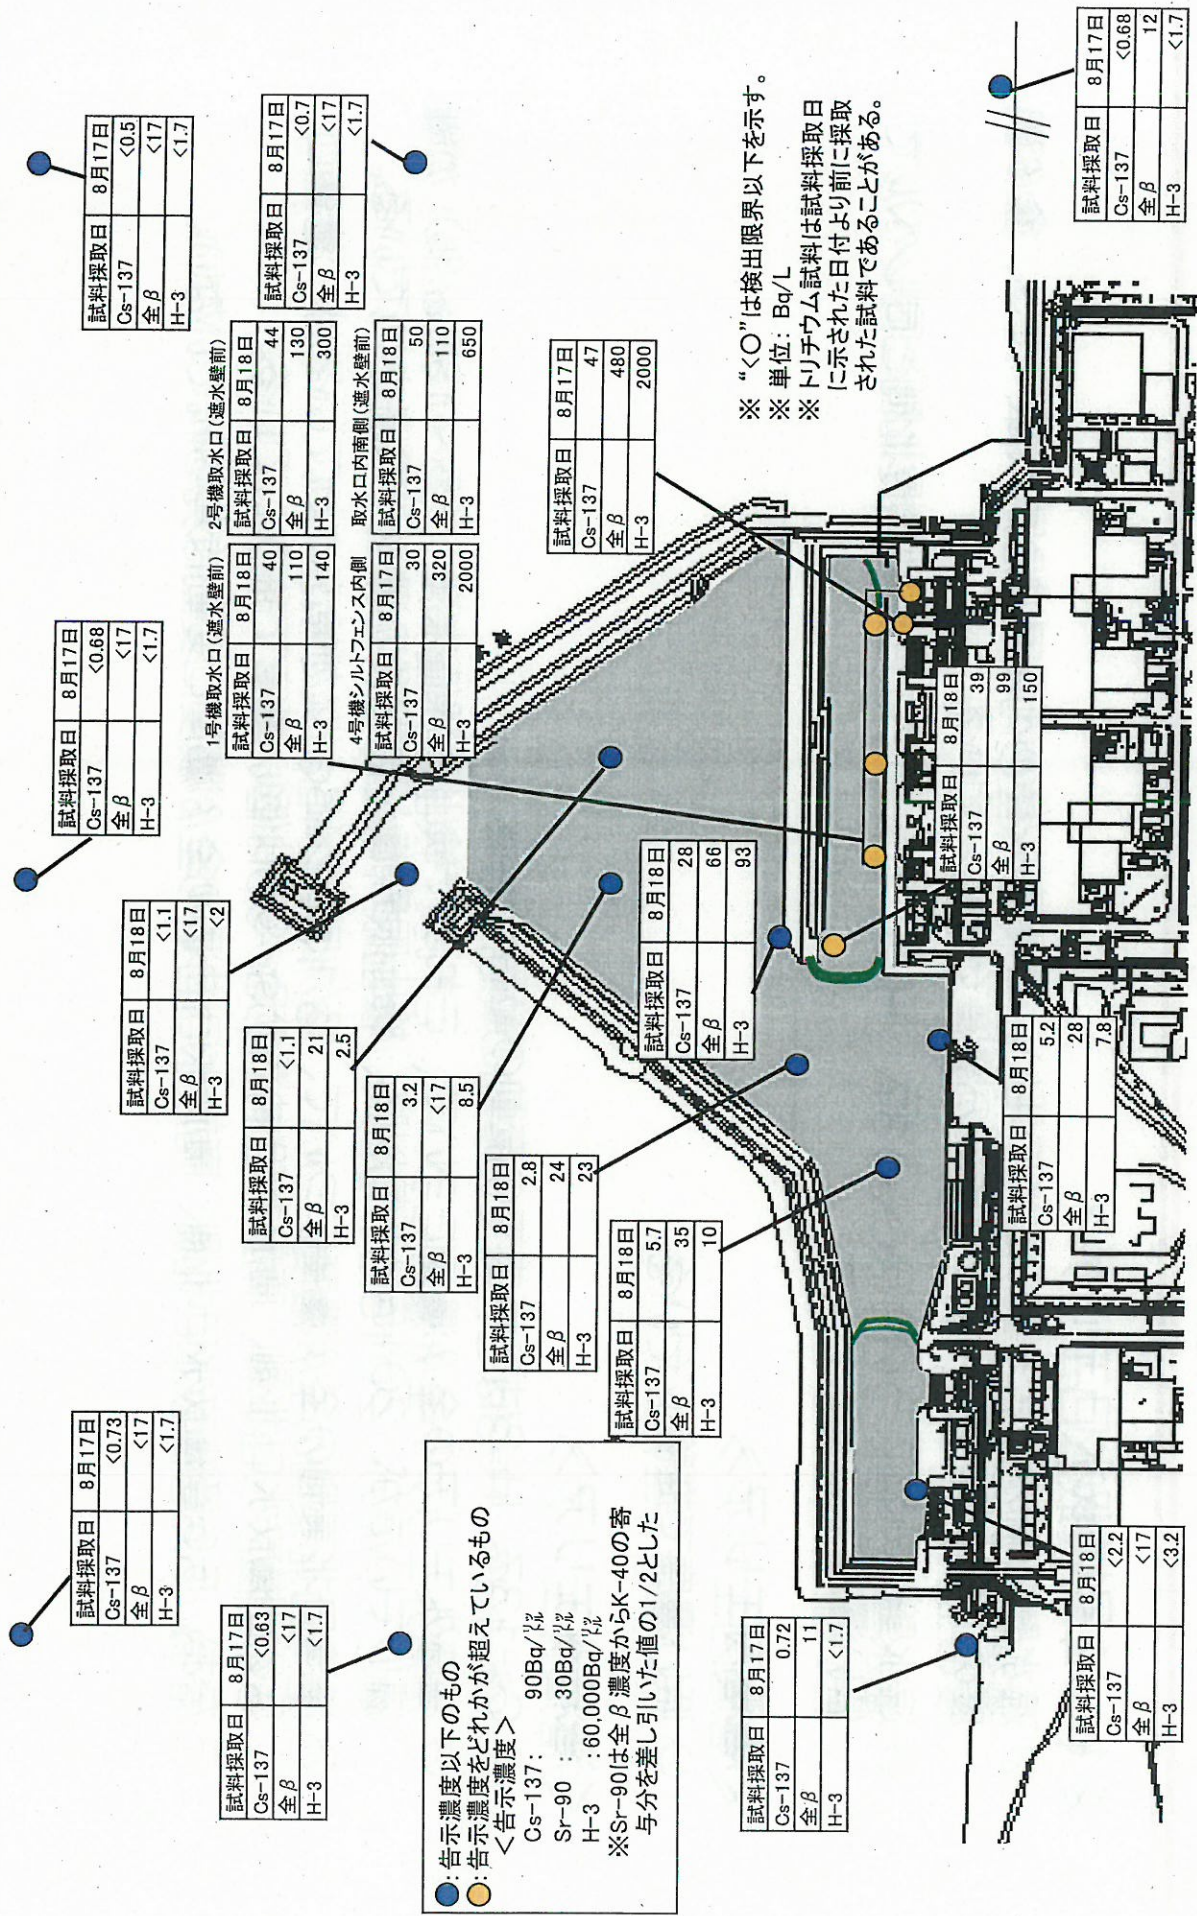 試料採取日 8月17日
Cs-137 <0.73
全β <17
H-3 <1.7
試料採取日 8月17日
Cs-137 <0.68
全β <17
H-3 <1.7
試料採取日 8月17日
Cs-137 <0.5
全β <17
H-3 <1.7
試料採取日 8月17日
Cs-137 <0.63
全β <17
H-3 <1.7
試料採取日 8月18日
Cs-137 <1.1
全β <17
H-3 <2
試料採取日 8月17日
Cs-137 <0.7
全β <17
H-3 <1.7
試料採取日 8月18日
Cs-137 <1.1
全β 21
H-3 2.5
1号機取水口(遮水壁前)
試料採取日 8月18日
Cs-137 40
全β 110
H-3 140
2号機取水口(遮水壁前)
試料採取日 8月18日
Cs-137 44
全β 130
H-3 300
試料採取日 8月18日
Cs-137 3.2
全β <17
H-3 8.5
4号機シルトフェンス内側
試料採取日 8月17日
Cs-137 30
全β 320
H-3 2000
取水口内南側(遮水壁前)
試料採取日 8月18日
Cs-137 50
全β 110
H-3 650
:告示濃度以下のもの
:告示濃度をどれかが超えているもの
<告示濃度>
Cs-137: 90Bq/㍑
Sr-90 : 30Bq/㍑
H-3 :60,000Bq/㍑
※Sr-90は全β濃度からK-40の寄
与分を差し引いた値の1/2とした
試料採取日 8月18日
Cs-137 2.8
全β 24
H-3 23
試料採取日 8月18日
Cs-137 5.7
全β 35
H-3 10
試料採取日 8月18日
Cs-137 28
全β 66
H-3 93
試料採取日 8月17日
Cs-137 47
全β 480
H-3 2000
※ “<○”は検出限界以下を示す。
※ 単位: Bq/L
※ トリチウム試料は試料採取日
に示された日付より前に採取
された試料であることがある。
試料採取日 8月17日
Cs-137 0.72
全β 11
H-3 <1.7
試料採取日 8月18日
Cs-137 39
全β 99
H-3 150
試料採取日 8月18日
Cs-137 5.2
全β 28
H-3 7.8
試料採取日 8月18日
Cs-137 <2.2
全β <17
H-3 <3.2
試料採取日 8月17日
Cs-137 <0.68
全β 12
H-3 <1.7